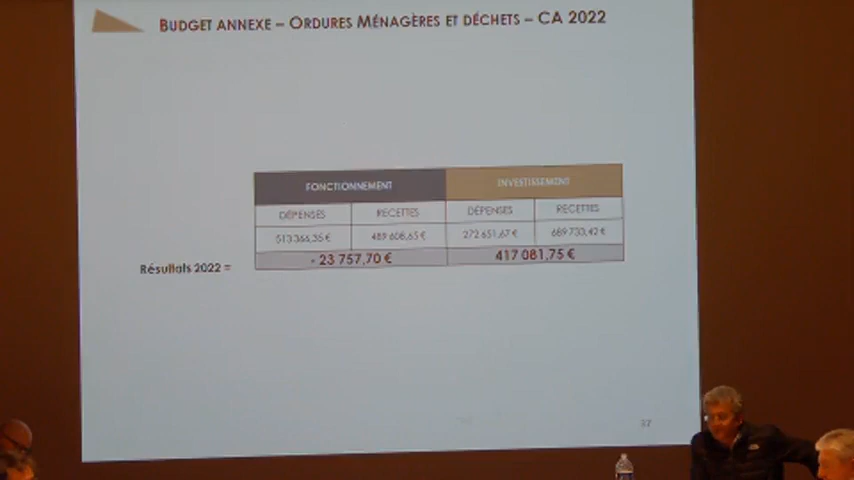 BUDGET ANNEXE – ORDURES MÉNAGÈRES ET DÉCHETS – CA 2022
FONCTIONNEMENT INVESTISSEMENT
DÉPENSES RECETTES DÉPENSES RECETTES
513 366,35 € 489 608,65 € 272 651,67 € 689 733,42 €
Résultats 2022 = - 23 757,70 € 417 081,75 €
37